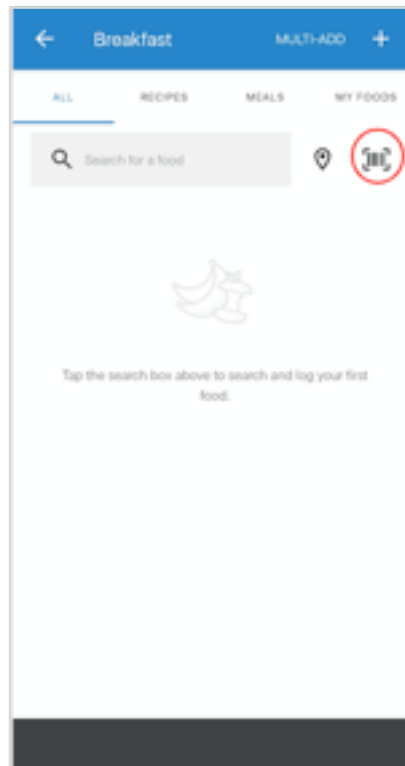 Breakfast MULTI-ADD +
ALL RECIPES MEALS MY FOODS
Search for a food
Tap the search box above to search and log your first
food.